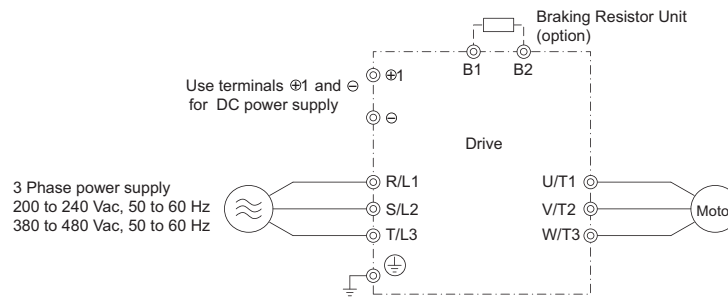 Braking Resistor Unit
(option)
B1 B2
⊕1
Use terminals ⊕1 and ⊖
for DC power supply
⊖
Drive
3 Phase power supply
200 to 240 Vac, 50 to 60 Hz
380 to 480 Vac, 50 to 60 Hz
R/L1
U/T1
S/L2
V/T2
Moto
T/L3
W/T3